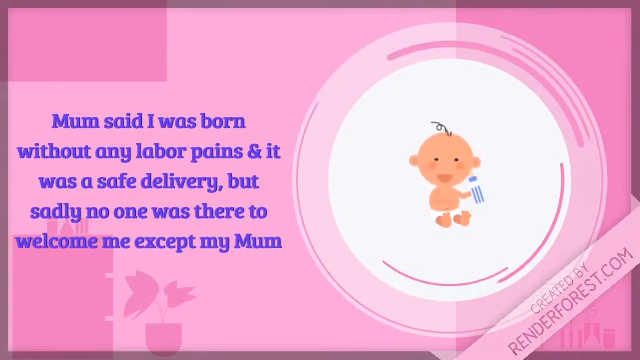 Mum said I was born
without any labor pains & it
was a safe delivery, but
sadly no one was there to
welcome me except my Mum
CREATED BY
RENDERFOREST.COM